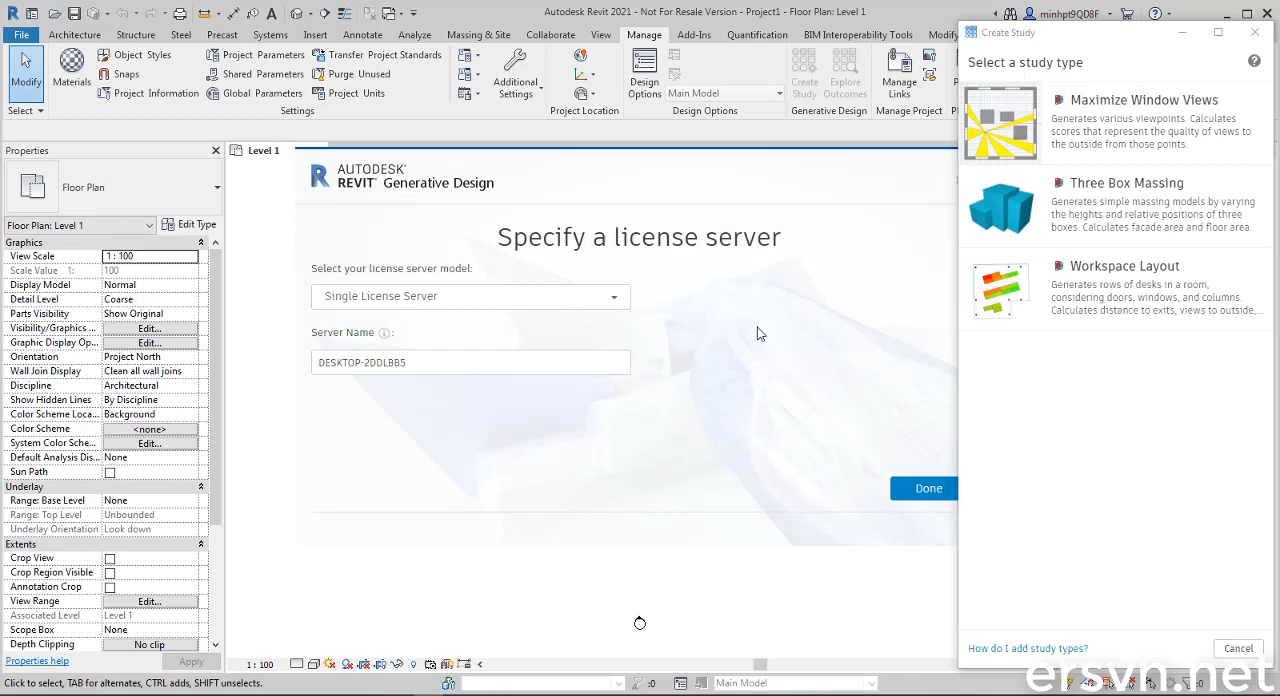 Autodesk Revit 2021 - Not For Resale Version - Project1 - Floor Plan: Level 1
minhpt9QD8F
File Architecture Structure Steel Precast Systems Insert Annotate Analyze Massing & Site Collaborate View Manage Add-Ins Quantification BIM Interoperability Tools Modify
Modify
Select
Materials
Object Styles
Snaps
Project Information
Project Parameters
Shared Parameters
Global Parameters
Transfer Project Standards
Purge Unused
Project Units
Settings
Additional
Settings
Project Location
Design
Options
Main Model
Design Options
Create
Study
Explore
Outcomes
Generative Design
Manage
Links
Manage Project
Properties
Floor Plan
Floor Plan: Level 1
Edit Type
Graphics
View Scale 1 : 100
Scale Value 1: 100
Display Model Normal
Detail Level Coarse
Parts Visibility Show Original
Visibility/Graphics ... Edit...
Graphic Display Op... Edit...
Orientation Project North
Wall Join Display Clean all wall joins
Discipline Architectural
Show Hidden Lines By Discipline
Color Scheme Loca... Background
Color Scheme <none>
System Color Sche... Edit...
Default Analysis Dis... None
Sun Path
Underlay
Range: Base Level None
Range: Top Level Unbounded
Underlay Orientation Look down
Extents
Crop View
Crop Region Visible
Annotation Crop
View Range Edit...
Associated Level Level 1
Scope Box None
Depth Clipping No clip
Properties help
Apply
Level 1
AUTODESK®
REVIT® Generative Design
Specify a license server
Select your license server model:
Single License Server
Server Name :
DESKTOP-2DDLBB5
Done
1 : 100
Create Study
Select a study type
Maximize Window Views
Generates various viewpoints. Calculates
scores that represent the quality of views to
the outside from those points.
Three Box Massing
Generates simple massing models by varying
the heights and relative positions of three
boxes. Calculates facade area and floor area.
Workspace Layout
Generates rows of desks in a room,
considering doors, windows, and columns.
Calculates distance to exits, views to outside,...
How do I add study types?
Cancel
Click to select, TAB for alternates, CTRL adds, SHIFT unselects.
:0
Main Model
:0
ersvn.net